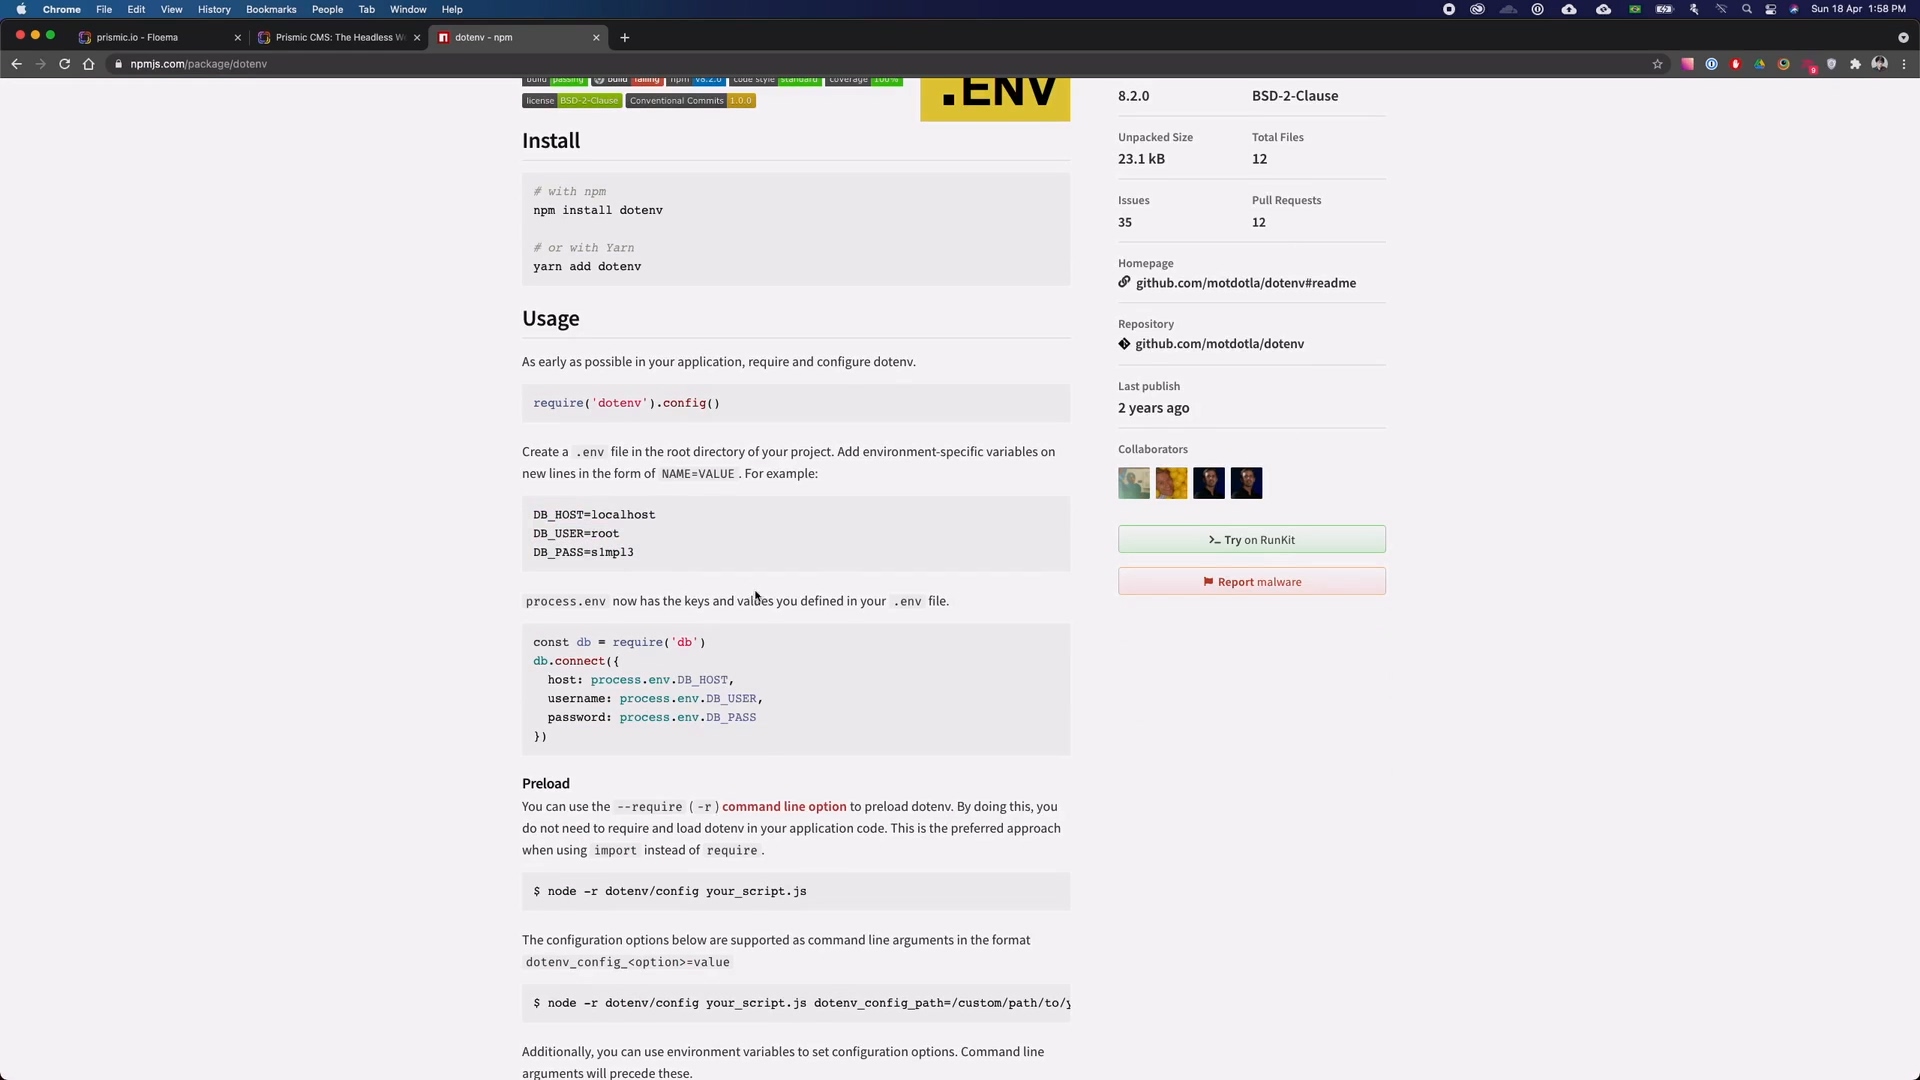 Chrome File Edit View History Bookmarks People Tab Window Help Sun 18 Apr 1:58 PM
prismic.io - Floema
Prismic CMS: The Headless W
dotenv - npm
npmjs.com/package/dotenv
9
build passing build failing npm v8.2.0 code style standard coverage 100%
license BSD-2-Clause Conventional Commits 1.0.0
.ENV
Install
# with npm
npm install dotenv
# or with Yarn
yarn add dotenv
Usage
As early as possible in your application, require and configure dotenv.
require('dotenv').config()
Create a .env file in the root directory of your project. Add environment-specific variables on
new lines in the form of NAME=VALUE. For example:
DB_HOST=localhost
DB_USER=root
DB_PASS=s1mpl3
process.env now has the keys and values you defined in your .env file.
const db = require('db')
db.connect({
host: process.env.DB_HOST,
username: process.env.DB_USER,
password: process.env.DB_PASS
})
Preload
You can use the --require (-r) command line option to preload dotenv. By doing this, you
do not need to require and load dotenv in your application code. This is the preferred approach
when using import instead of require.
$ node -r dotenv/config your_script.js
The configuration options below are supported as command line arguments in the format
dotenv_config_<option>=value
$ node -r dotenv/config your_script.js dotenv_config_path=/custom/path/to/y
Additionally, you can use environment variables to set configuration options. Command line
arguments will precede these.
8.2.0 BSD-2-Clause
Unpacked Size Total Files
23.1 kB 12
Issues Pull Requests
35 12
Homepage
github.com/motdotla/dotenv#readme
Repository
github.com/motdotla/dotenv
Last publish
2 years ago
Collaborators
Try on RunKit
Report malware